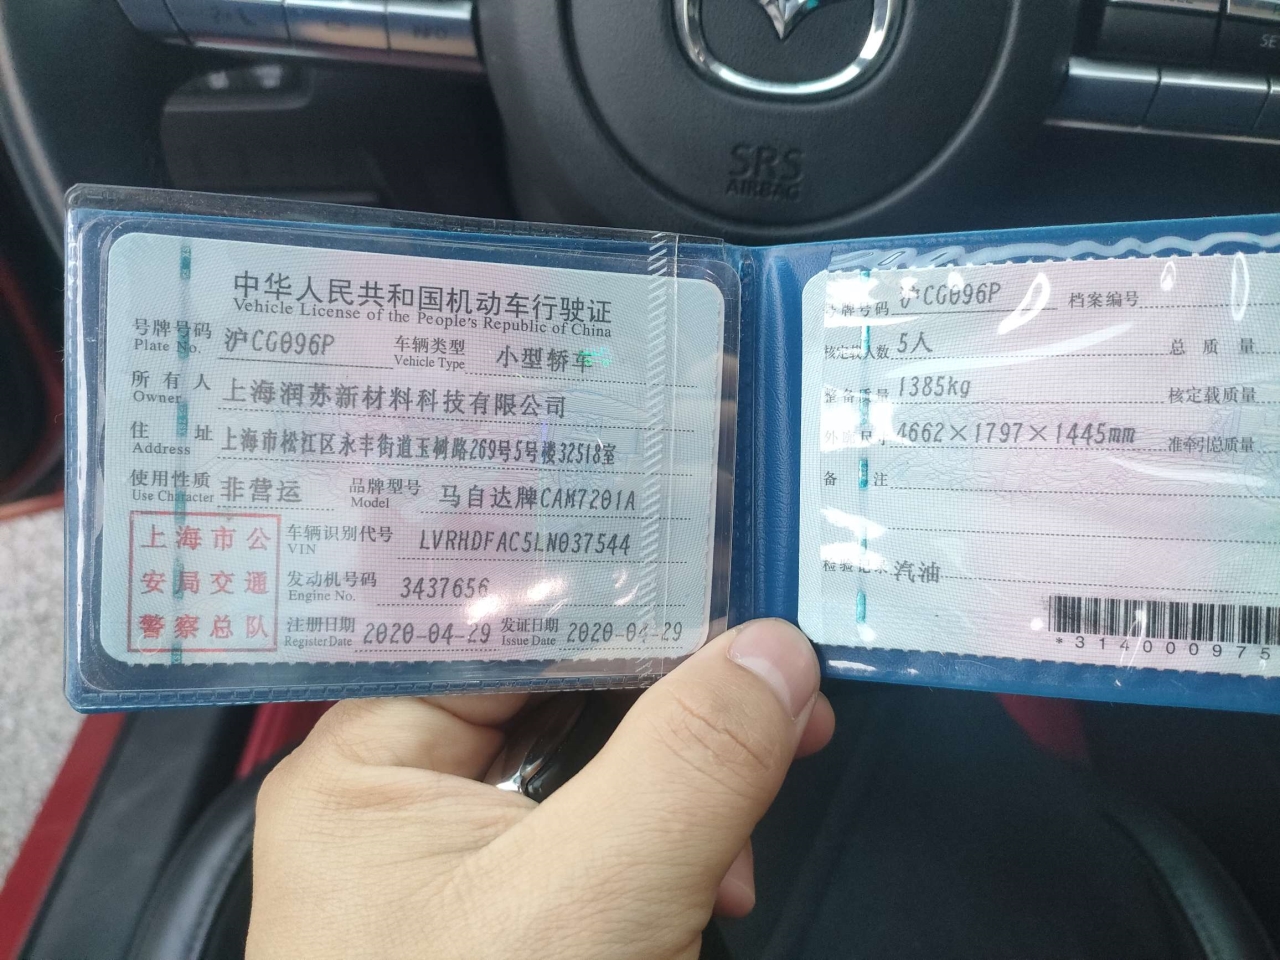 SRS
AIRBAG
中华人民共和国机动车行驶证
Vehicle License of the People's Republic of China
号牌号码 沪CG096P 车辆类型 小型轿车
Plate No. Vehicle Type
所有人 上海润苏新材料科技有限公司
Owner
住址 上海市松江区永丰街道玉树路269号5号楼32518室
Address
使用性质 非营运 品牌型号 马自达牌CAM7201A
Use Character Model
上海市公
安局交通
警察总队
车辆识别代号 LVRHDFAC5LN037544
VIN
发动机号码 3437656
Engine No.
注册日期 2020-04-29 发证日期 2020-04-29
Register Date Issue Date
号牌号码 沪CG096P 档案编号
核定载人数 5人 总质量
整备质量 1385kg 核定载质量
外廓尺寸 4662×1797×1445mm 准牵引总质量
备注
检验记录 汽油
*314000975